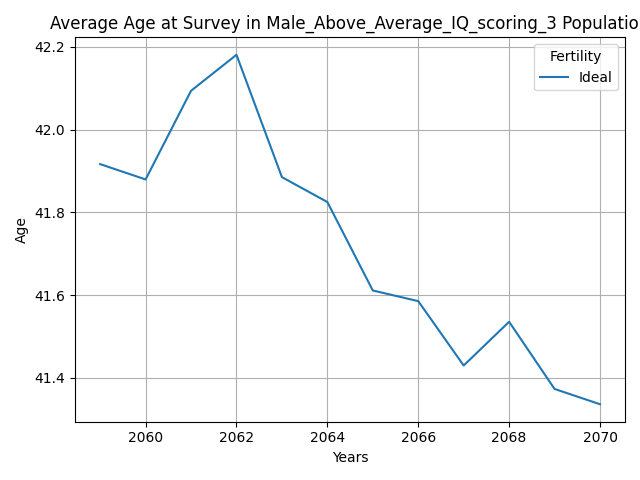 Average Age at Survey in Male_Above_Average_IQ_scoring_3 Populatio
42.2
42.0
41.8
41.6
41.4
Age
Fertility
Ideal
2060 2062 2064 2066 2068 2070
Years